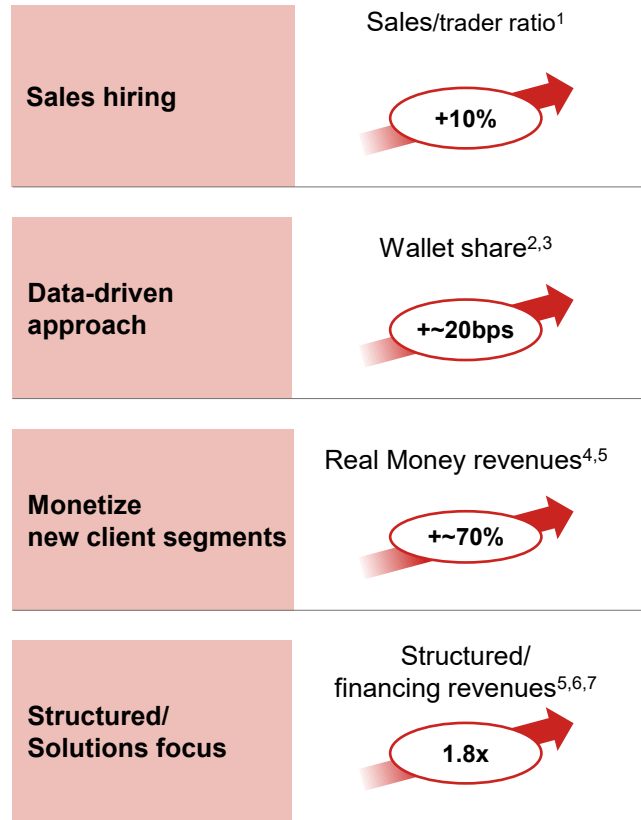 Sales hiring
Sales/trader ratio¹
+10%
Data-driven
approach
Wallet share²,³
+~20bps
Monetize
new client segments
Real Money revenues⁴,⁵
+~70%
Structured/
Solutions focus
Structured/
financing revenues⁵,⁶,⁷
1.8x